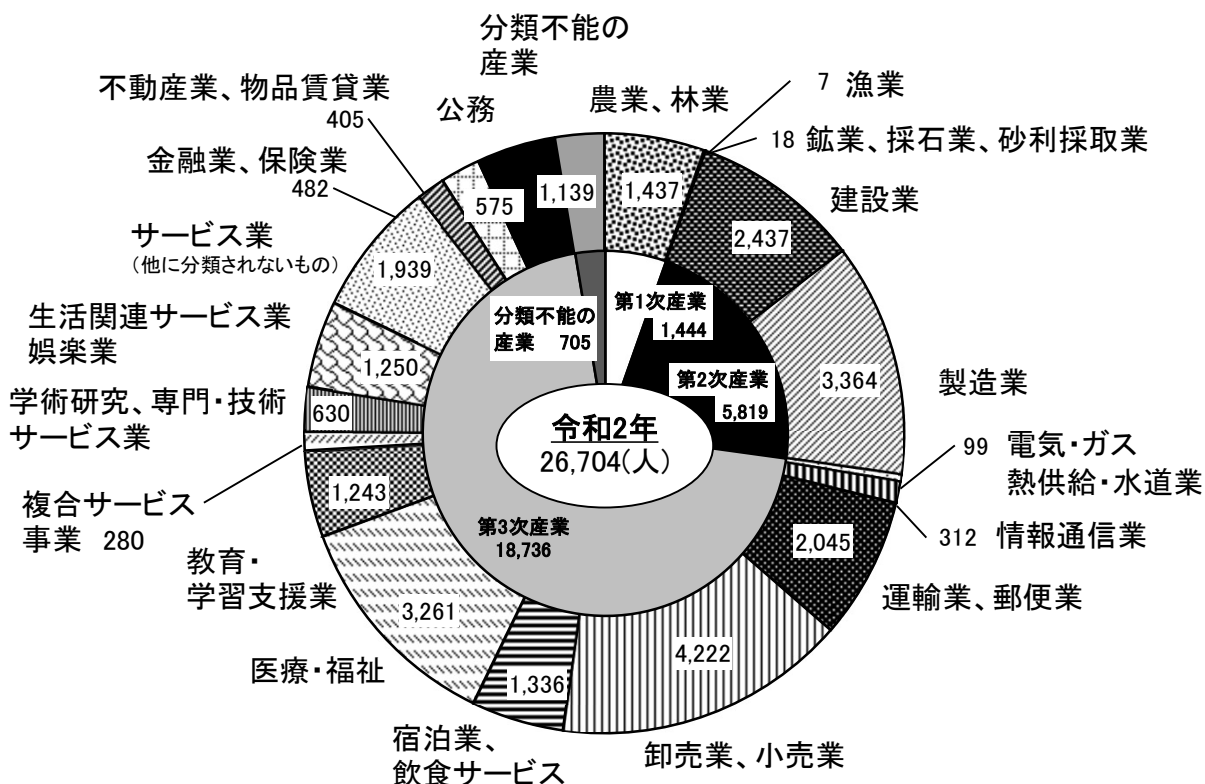 分類不能の
産業
公務
不動産業、物品賃貸業
405
金融業、保険業
482
サービス業
（他に分類されないもの）
生活関連サービス業
娯楽業
学術研究、専門・技術
サービス業
複合サービス
事業 280
教育・
学習支援業
医療・福祉
宿泊業、
飲食サービス
卸売業、小売業
運輸業、郵便業
312 情報通信業
99 電気・ガス
熱供給・水道業
製造業
建設業
18 鉱業、採石業、砂利採取業
7 漁業
農業、林業
1,437
2,437
3,364
2,045
4,222
1,336
3,261
1,243
630
1,250
1,939
575
1,139
第1次産業
1,444
第2次産業
5,819
第3次産業
18,736
分類不能の
産業 705
令和2年
26,704(人)